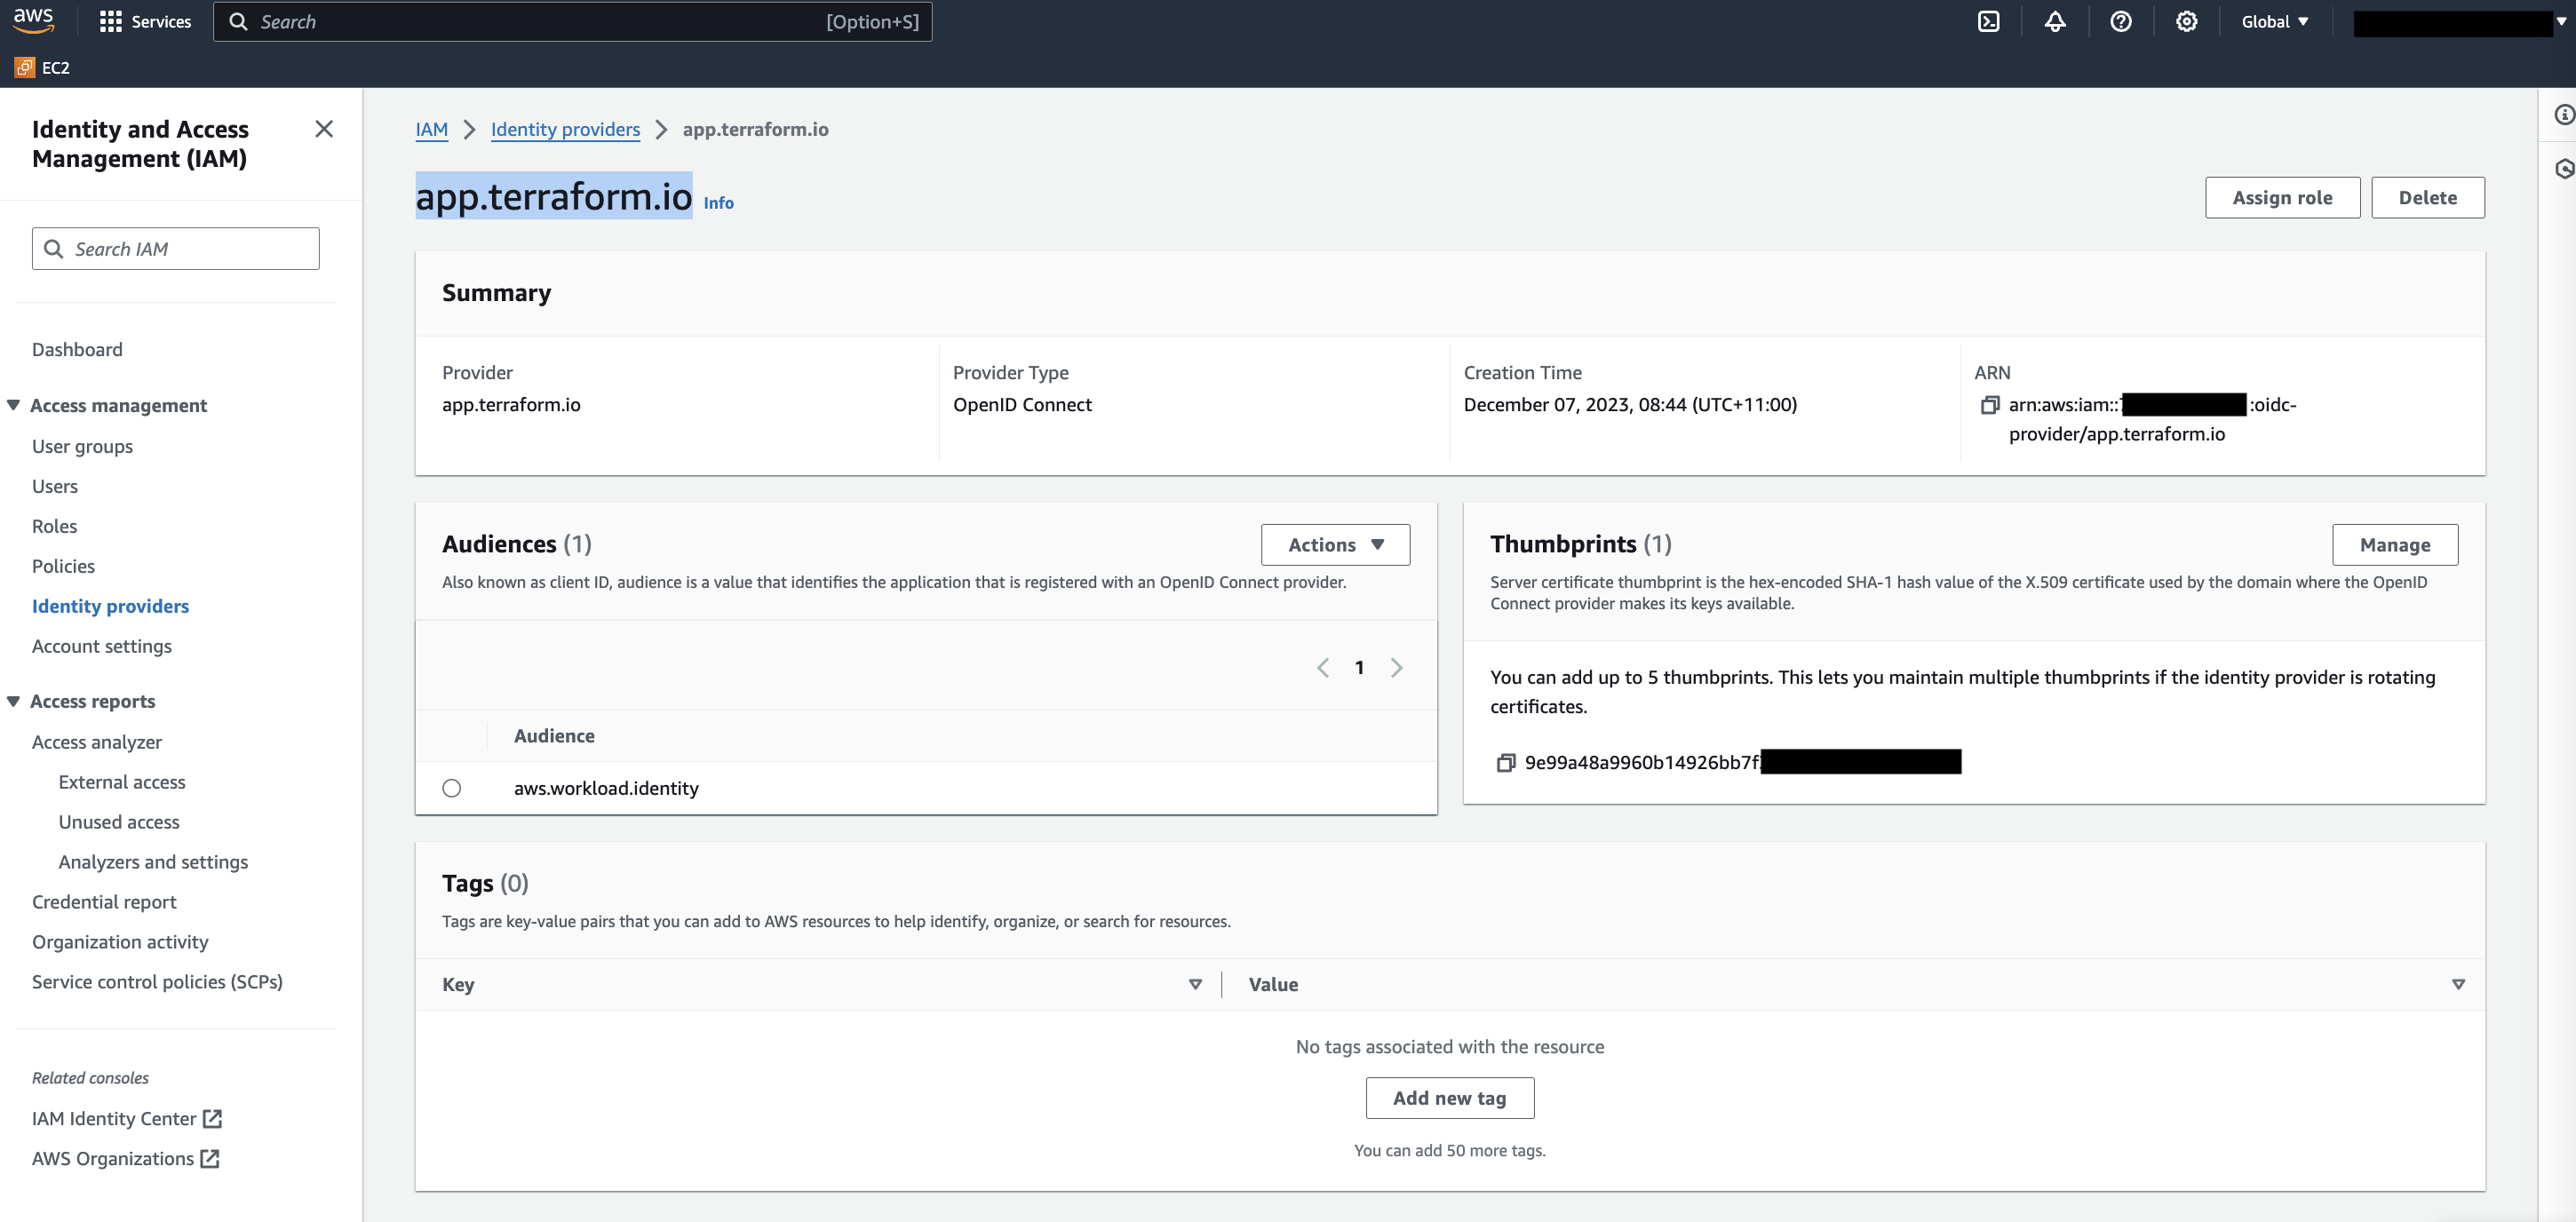 aws
Services
Search
[Option+S]
Global
EC2
Identity and Access
Management (IAM)
Search IAM
Dashboard
Access management
User groups
Users
Roles
Policies
Identity providers
Account settings
Access reports
Access analyzer
External access
Unused access
Analyzers and settings
Credential report
Organization activity
Service control policies (SCPs)
Related consoles
IAM Identity Center
AWS Organizations
IAM > Identity providers > app.terraform.io
app.terraform.io Info
Assign role
Delete
Summary
Provider
app.terraform.io
Provider Type
OpenID Connect
Creation Time
December 07, 2023, 08:44 (UTC+11:00)
ARN
arn:aws:iam:: :oidc-
provider/app.terraform.io
Audiences (1)
Actions
Also known as client ID, audience is a value that identifies the application that is registered with an OpenID Connect provider.
1
Audience
aws.workload.identity
Thumbprints (1)
Manage
Server certificate thumbprint is the hex-encoded SHA-1 hash value of the X.509 certificate used by the domain where the OpenID
Connect provider makes its keys available.
You can add up to 5 thumbprints. This lets you maintain multiple thumbprints if the identity provider is rotating
certificates.
9e99a48a9960b14926bb7f
Tags (0)
Tags are key-value pairs that you can add to AWS resources to help identify, organize, or search for resources.
Key
Value
No tags associated with the resource
Add new tag
You can add 50 more tags.